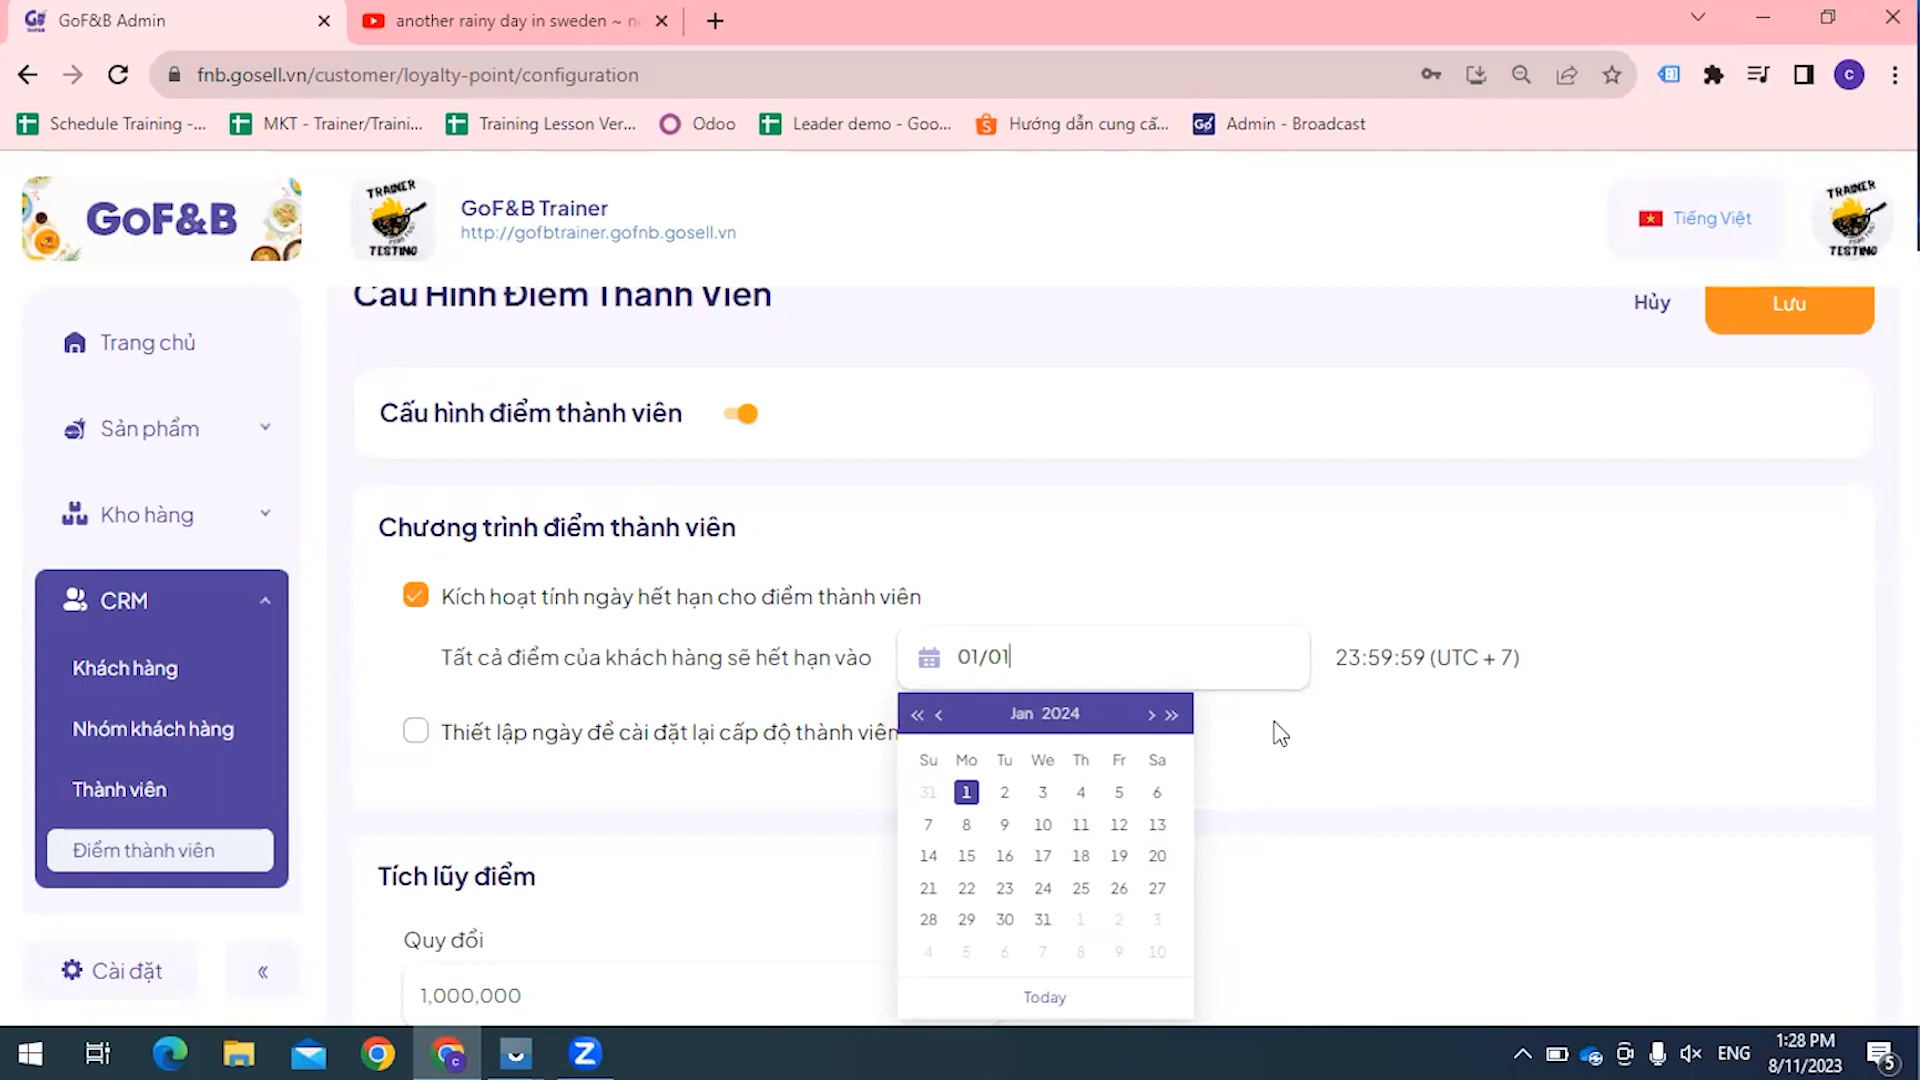 GoF&B Admin
another rainy day in sweden ~
fnb.gosell.vn/customer/loyalty-point/configuration
Schedule Training -...
MKT - Trainer/Traini...
Training Lesson Ver...
Odoo
Leader demo - Goo...
Hướng dẫn cung cấ...
Admin - Broadcast
GoF&B
TRAINER
TESTING
GoF&B Trainer
http://gofbtrainer.gofnb.gosell.vn
Tiếng Việt
TRAINER
TESTING
Trang chủ
Sản phẩm
Kho hàng
CRM
Khách hàng
Nhóm khách hàng
Thành viên
Điểm thành viên
Cài đặt
Cấu Hình Điểm Thành Viên
Hủy
Lưu
Cấu hình điểm thành viên
Chương trình điểm thành viên
Kích hoạt tính ngày hết hạn cho điểm thành viên
Tất cả điểm của khách hàng sẽ hết hạn vào 01/01 23:59:59 (UTC + 7)
Thiết lập ngày để cài đặt lại cấp độ thành viên
« ‹ Jan 2024 › »
Su Mo Tu We Th Fr Sa
31 1 2 3 4 5 6
7 8 9 10 11 12 13
14 15 16 17 18 19 20
21 22 23 24 25 26 27
28 29 30 31 1 2 3
4 5 6 7 8 9 10
Today
Tích lũy điểm
Quy đổi
1,000,000
ENG
1:28 PM
8/11/2023
5